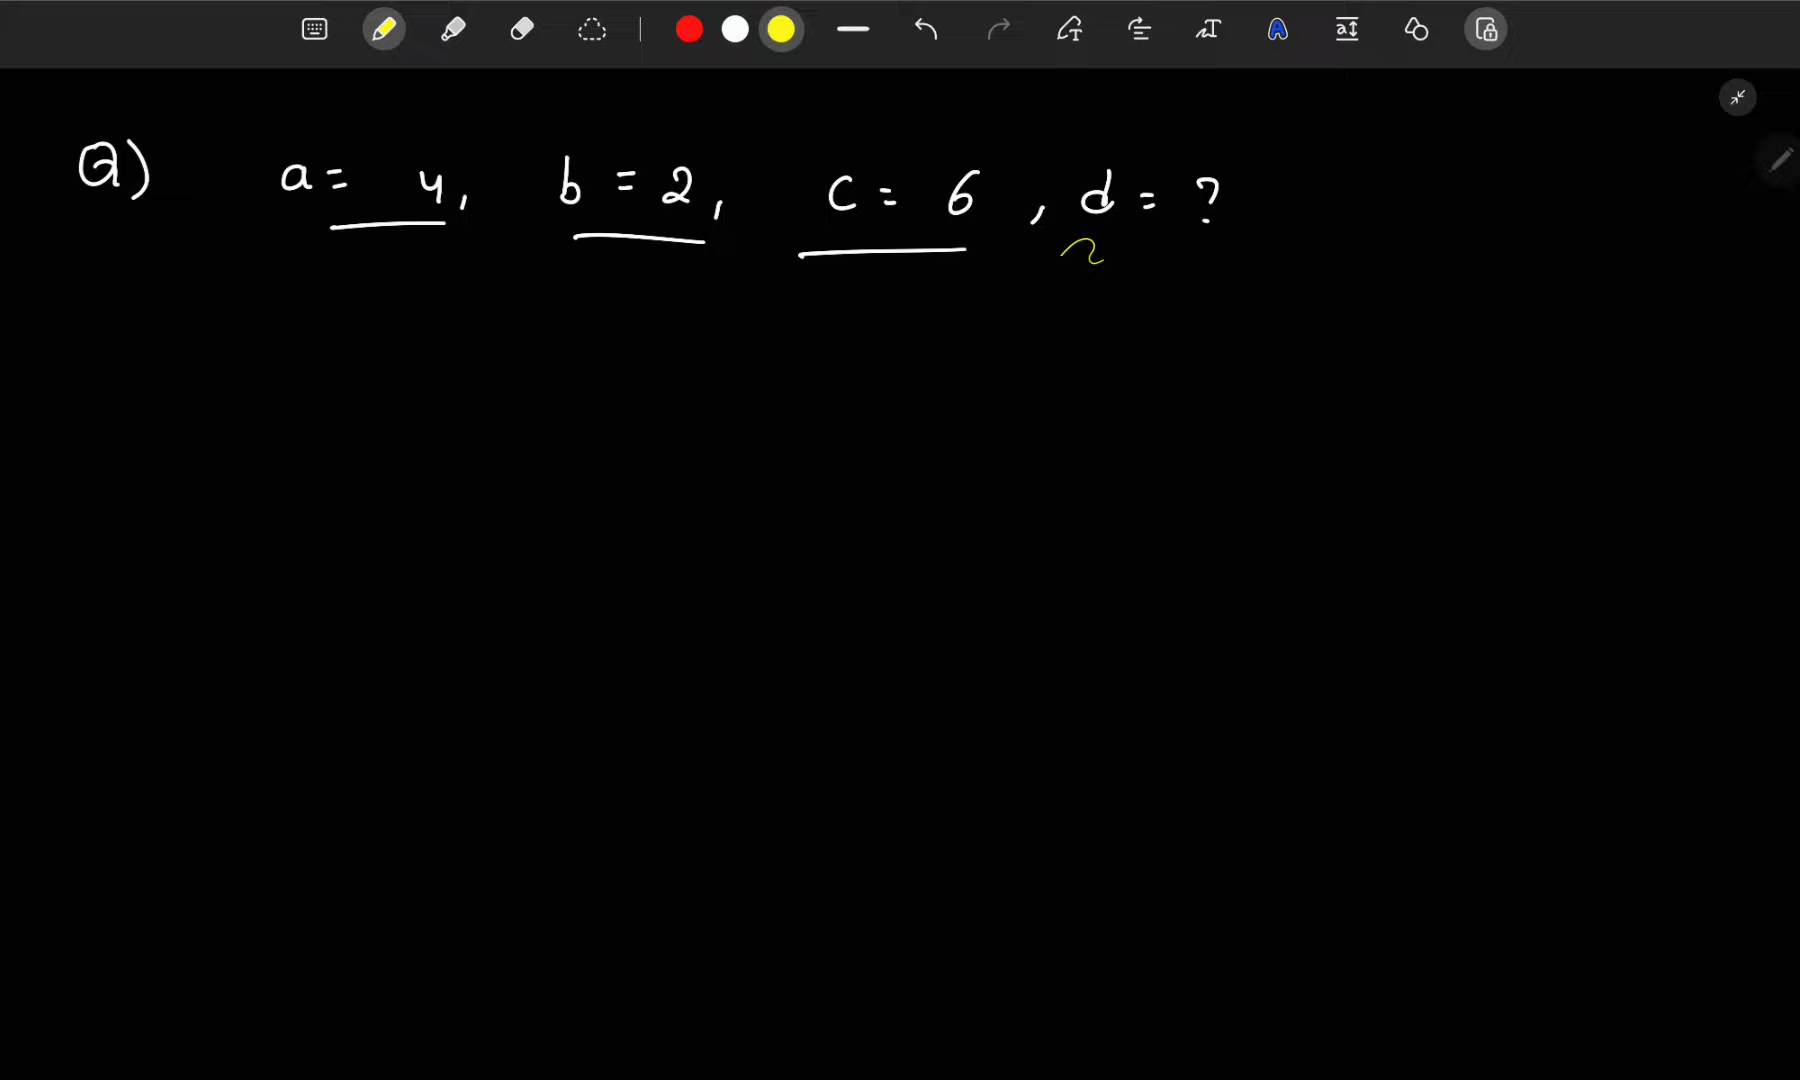 Q) a = 4, b = 2, c = 6, d = ?